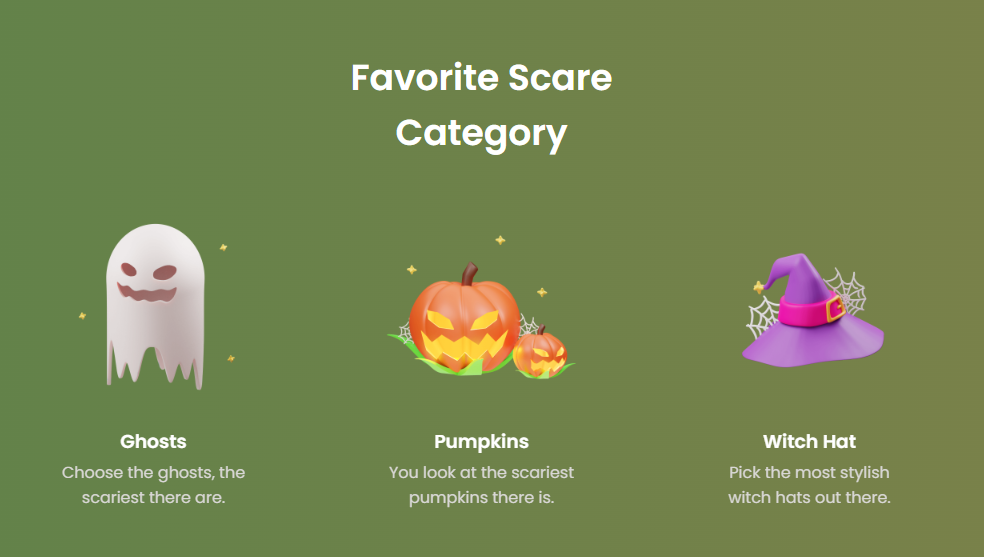 Favorite Scare
Category
Ghosts
Choose the ghosts, the
scariest there are.
Pumpkins
You look at the scariest
pumpkins there is.
Witch Hat
Pick the most stylish
witch hats out there.